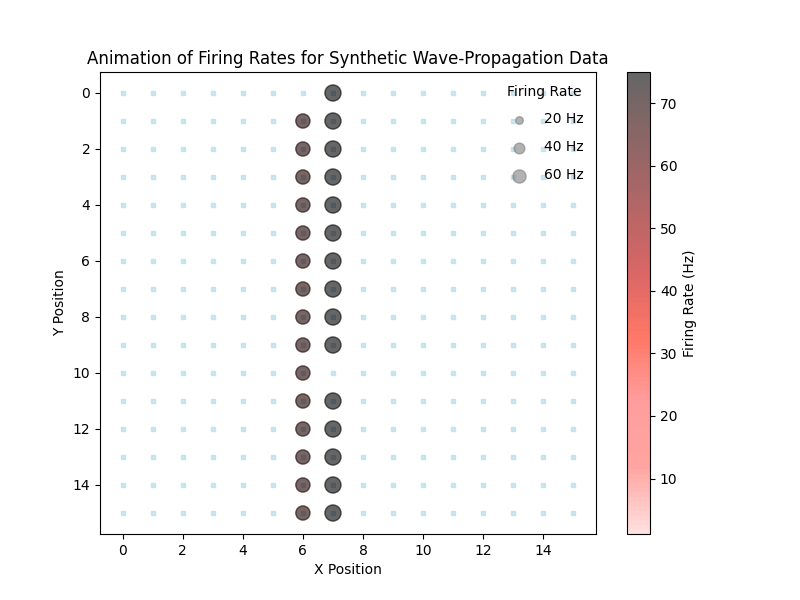 Animation of Firing Rates for Synthetic Wave-Propagation Data
Firing Rate
20 Hz
40 Hz
60 Hz
0
2
4
6
8
10
12
14
Y Position
0
2
4
6
8
10
12
14
X Position
70
60
50
40
30
20
10
Firing Rate (Hz)